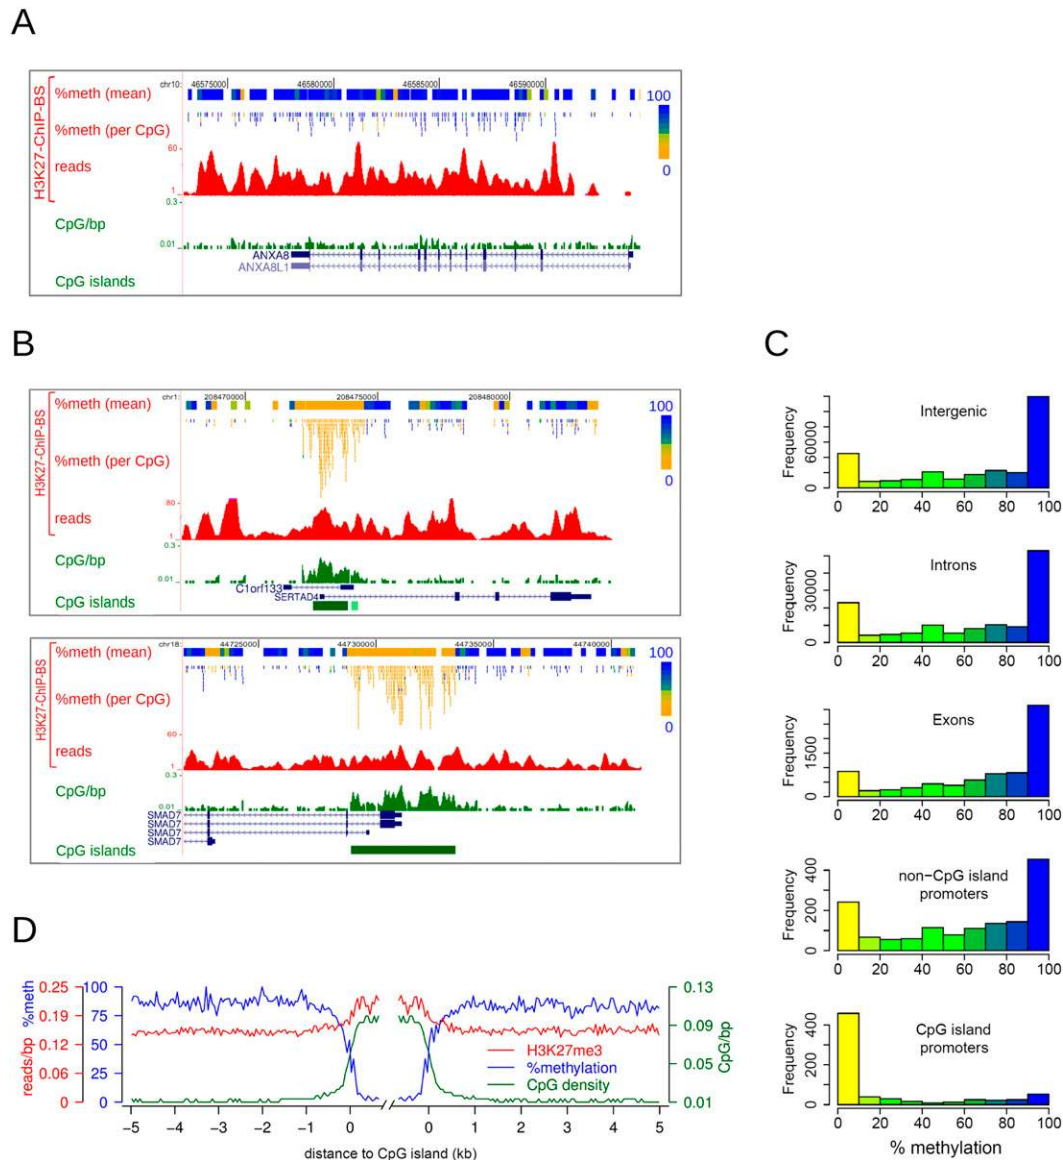 A
H3K27-ChIP-BS
%meth (mean)
chr10:
46575000
46580000
46585000
46590000
100
0
%meth (per CpG)
reads
60
1
0.3
CpG/bp
0.01
ANXA8
ANXA8L1
CpG islands
B
H3K27-ChIP-BS
%meth (mean)
chr1:
208470000
208475000
208480000
100
0
%meth (per CpG)
reads
80
1
0.3
CpG/bp
0.01
C1orf133
SERTAD4
CpG islands
H3K27-ChIP-BS
%meth (mean)
chr18:
44725000
44730000
44735000
44740000
100
0
%meth (per CpG)
reads
60
1
0.3
CpG/bp
0.01
SMAD7
SMAD7
SMAD7
SMAD7
CpG islands
C
Intergenic
Frequency
0 60000
0 20 40 60 80 100
Introns
Frequency
0 30000
0 20 40 60 80 100
Exons
Frequency
0 1500
0 20 40 60 80 100
non-CpG island
promoters
Frequency
0 200 400
0 20 40 60 80 100
CpG island
promoters
Frequency
0 200 400
0 20 40 60 80 100
% methylation
D
reads/bp
0 0.06 0.12 0.19 0.25
%meth
0 25 50 75 100
H3K27me3
%methylation
CpG density
CpG/bp
0.01 0.05 0.09 0.13
−5 −4 −3 −2 −1 0 // 0 1 2 3 4 5
distance to CpG island (kb)